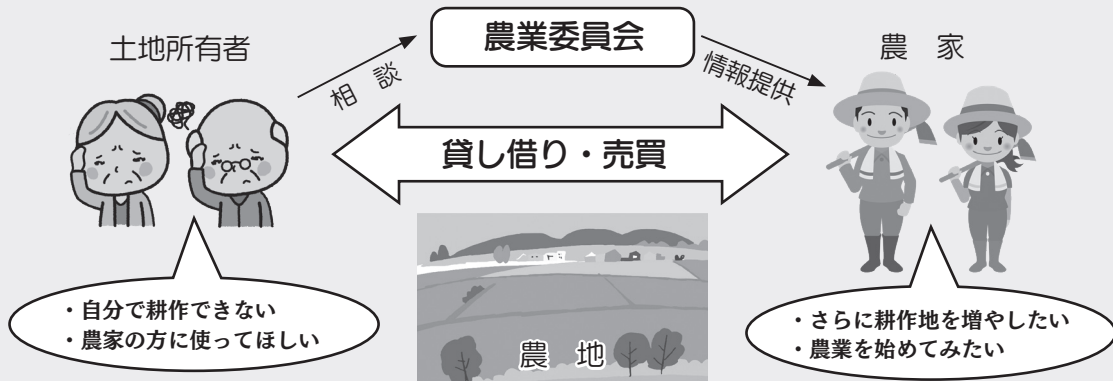 農業委員会
土地所有者
相談
情報提供
農家
貸し借り・売買
・自分で耕作できない
・農家の方に使ってほしい
農地
・さらに耕作地を増やしたい
・農業を始めてみたい